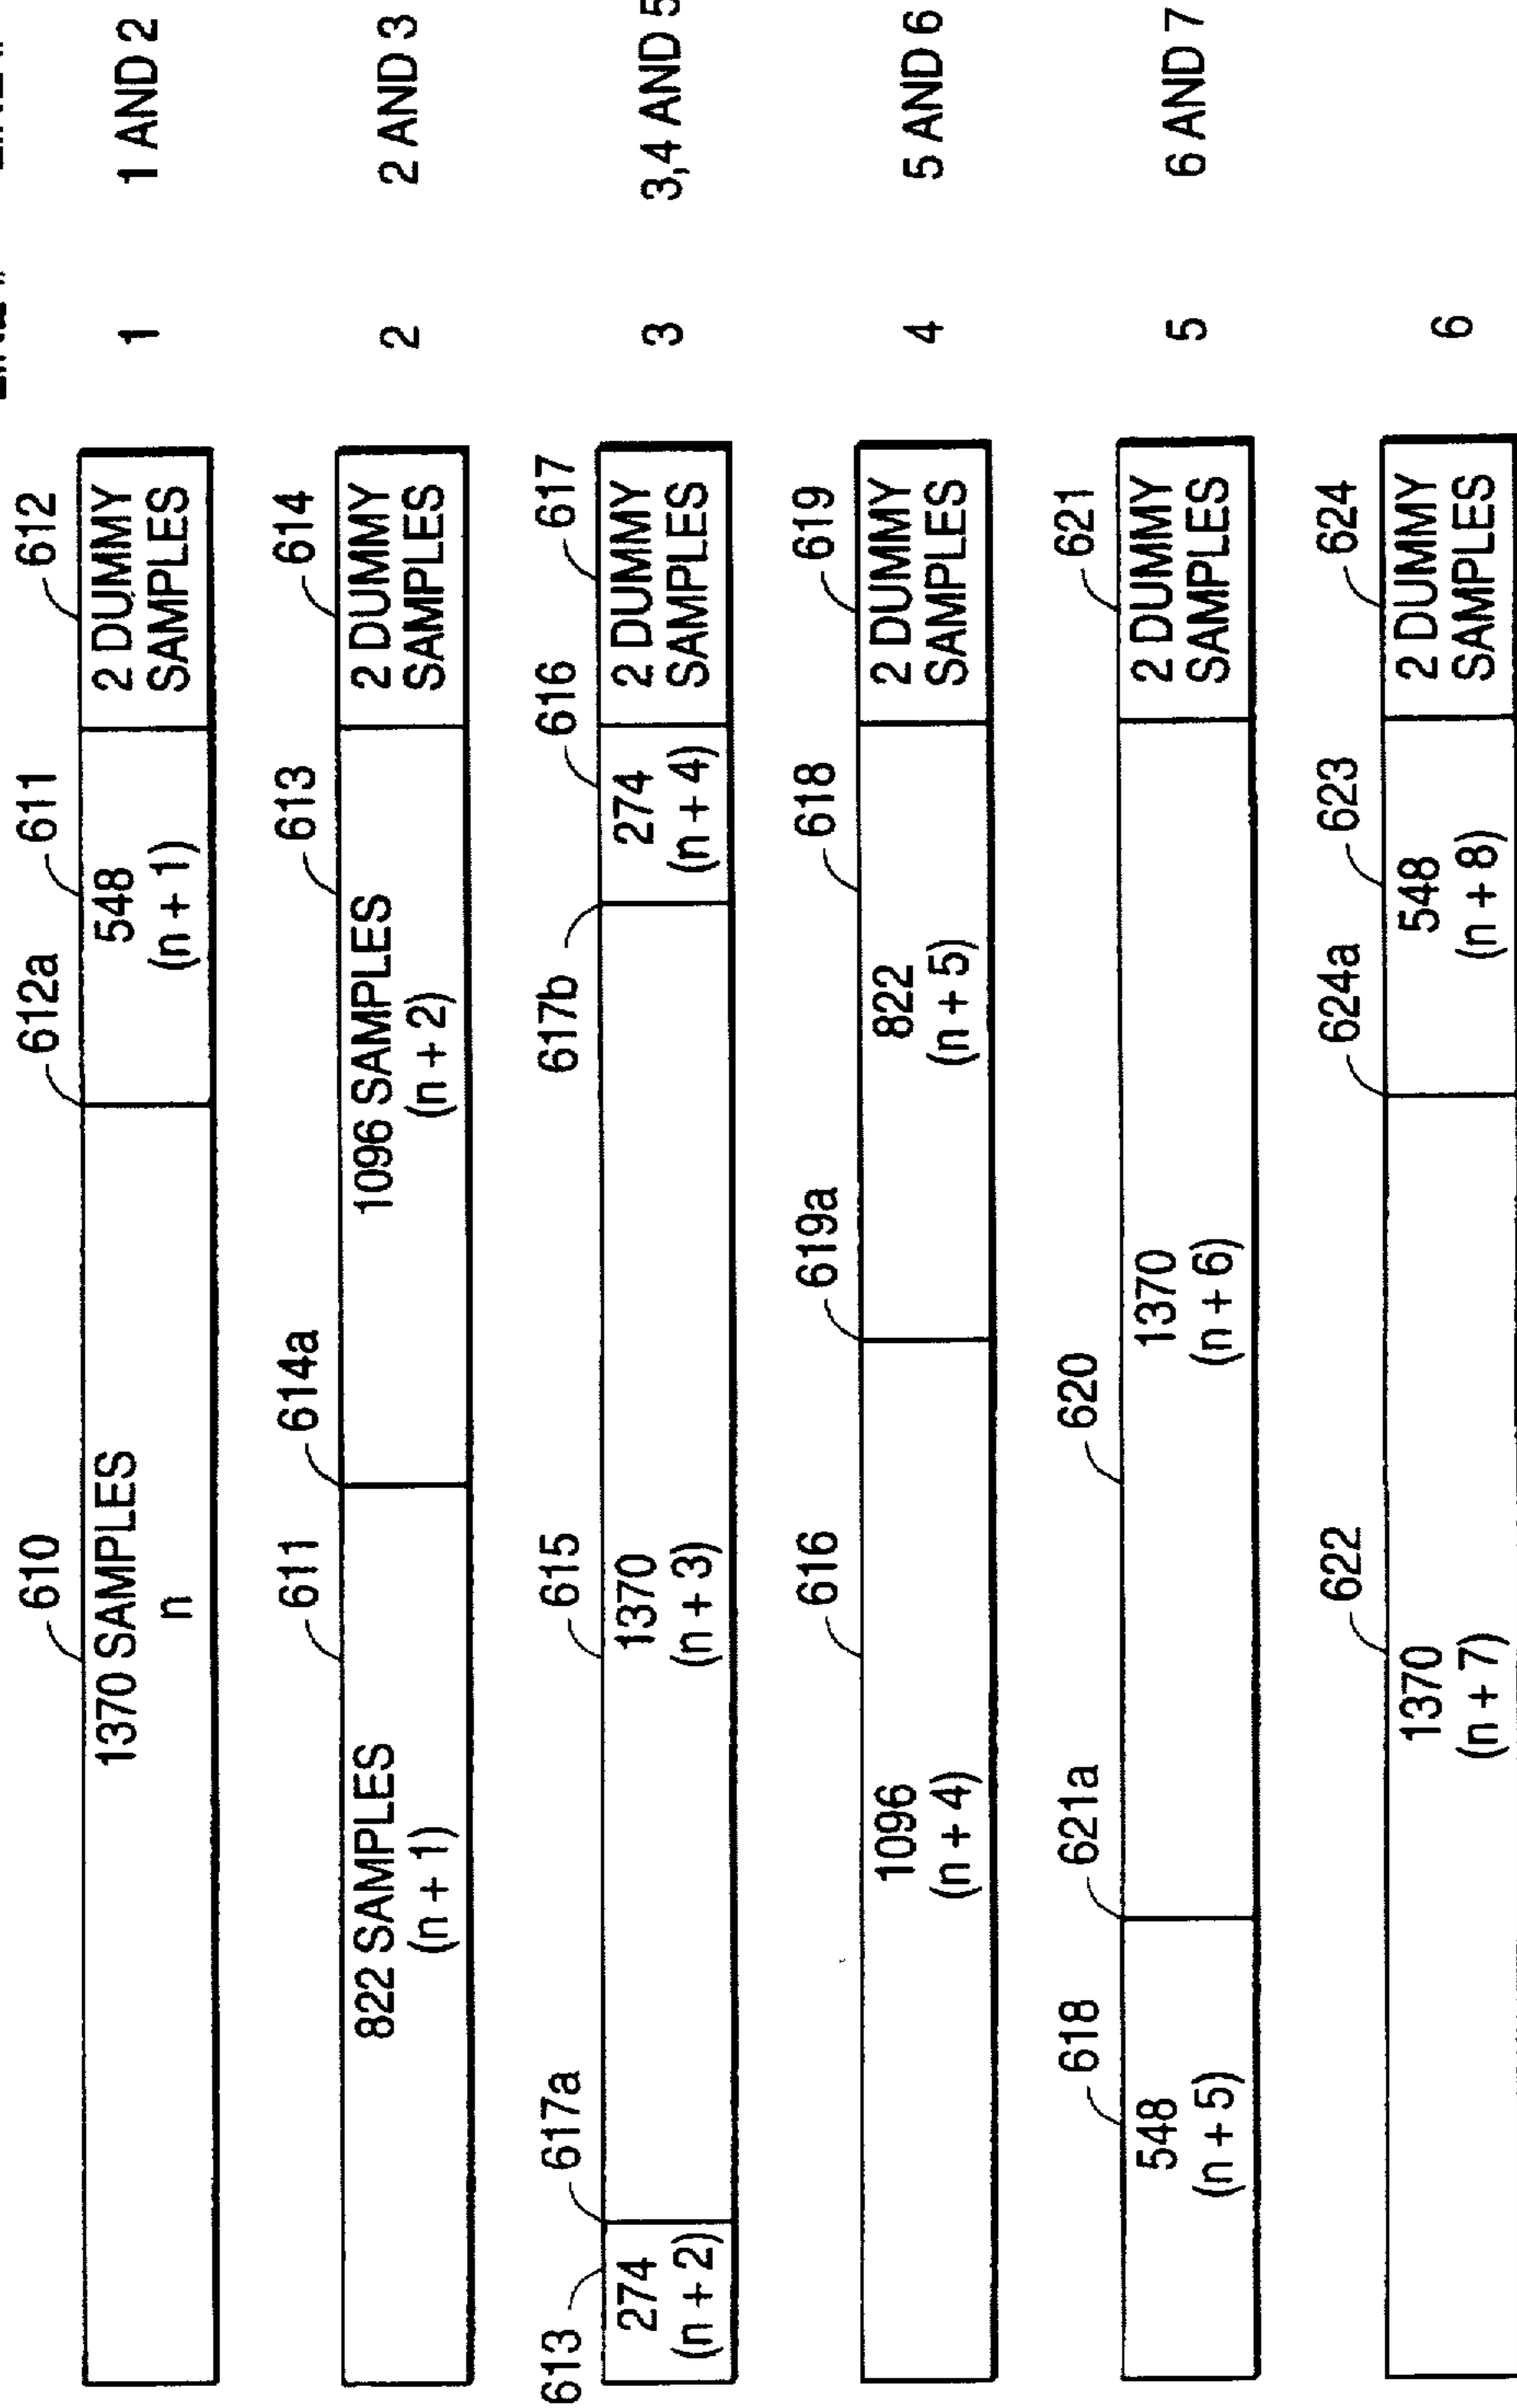 610
612a
611
612
1370 SAMPLES
n
548
(n + 1)
2 DUMMY
SAMPLES
1
1 AND 2
611
614a
613
614
822 SAMPLES
(n + 1)
1096 SAMPLES
(n + 2)
2 DUMMY
SAMPLES
2
2 AND 3
613
617a
615
617b
616
617
274
(n + 2)
1370
(n + 3)
274
(n + 4)
2 DUMMY
SAMPLES
3
3,4 AND 5
616
619a
618
619
1096
(n + 4)
822
(n + 5)
2 DUMMY
SAMPLES
4
5 AND 6
618
621a
620
621
548
(n + 5)
1370
(n + 6)
2 DUMMY
SAMPLES
5
6 AND 7
622
624a
623
624
1370
(n + 7)
548
(n + 8)
2 DUMMY
SAMPLES
6